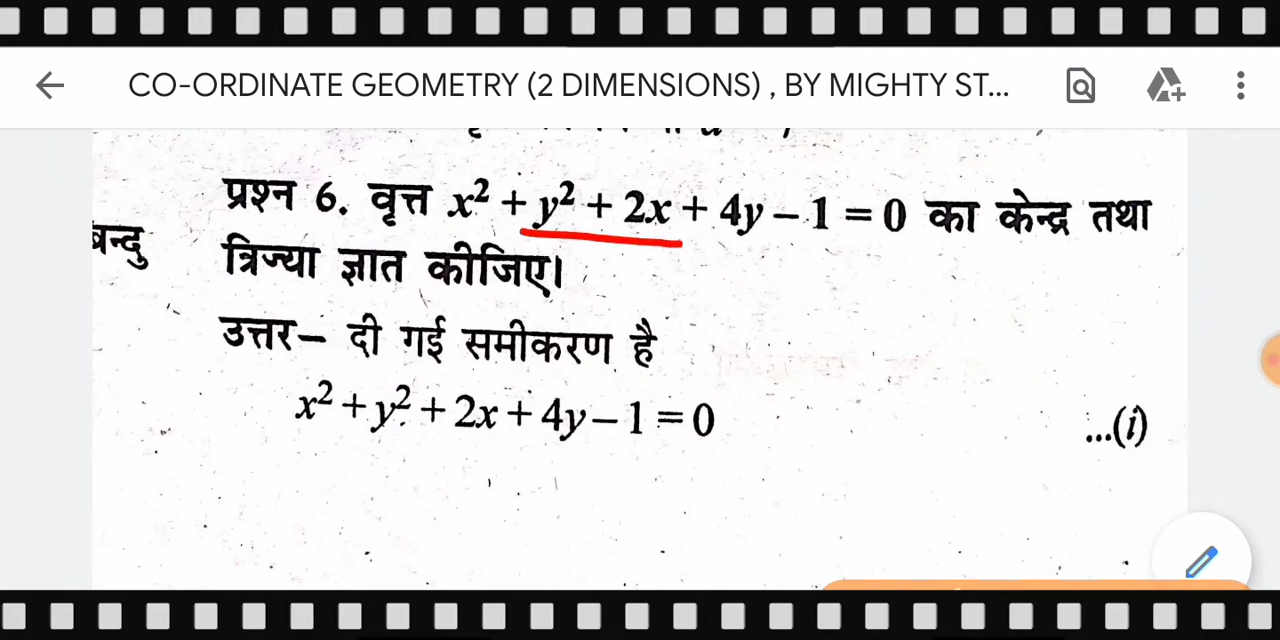 CO-ORDINATE GEOMETRY (2 DIMENSIONS) , BY MIGHTY ST...
प्रश्न 6. वृत्त x² + y² + 2x + 4y – 1 = 0 का केन्द्र तथा
न्दु
त्रिज्या ज्ञात कीजिए।
उत्तर– दी गई समीकरण है
x² + y² + 2x + 4y – 1 = 0 ...(i)